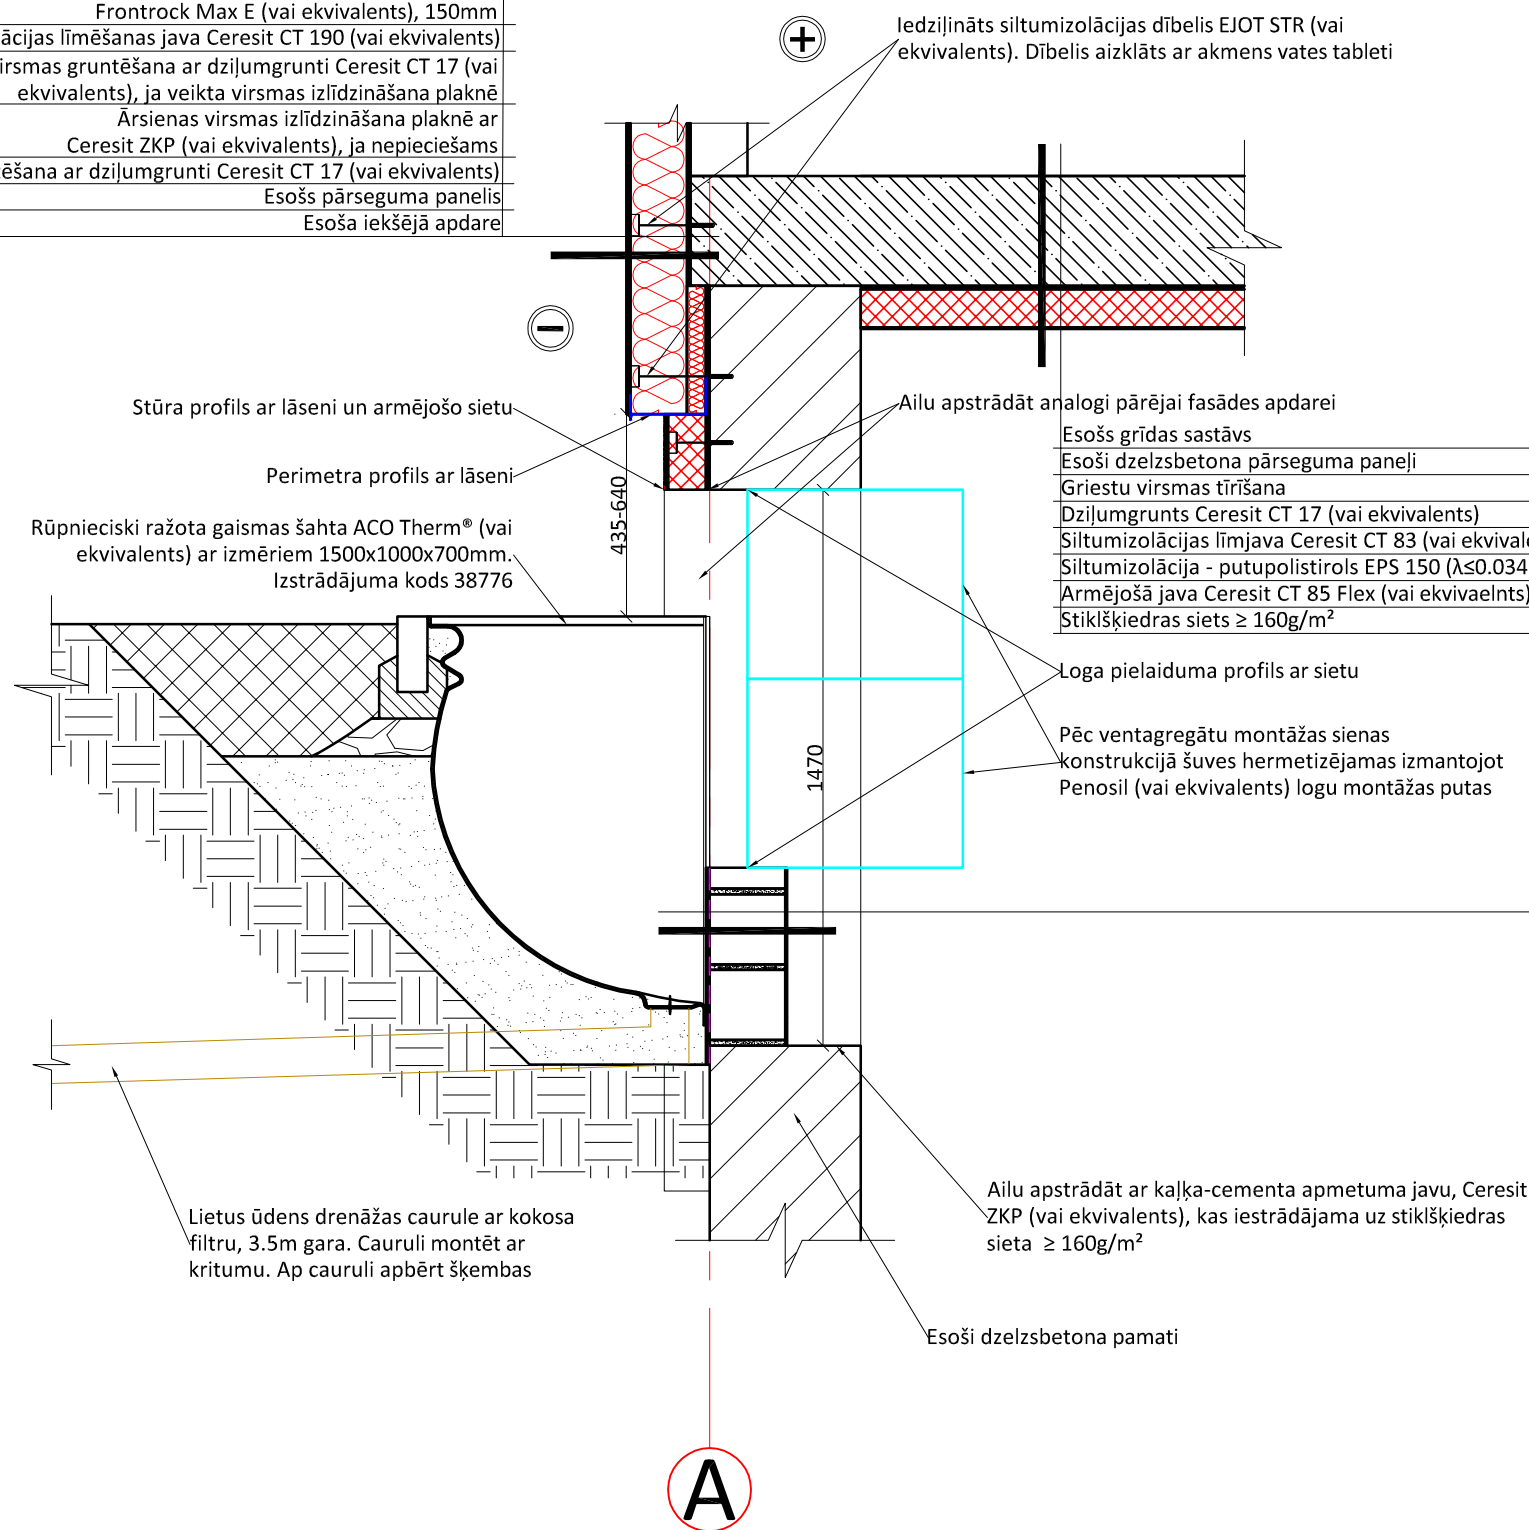 Frontrock Max E (vai ekvivalents), 150mm
līmēšanas java Ceresit CT 190 (vai ekvivalents)
gruntēšana ar dziļumgrunti Ceresit CT 17 (vai
ekvivalents), ja veikta virsmas izlīdzināšana plaknē
Ārsienas virsmas izlīdzināšana plaknē ar
Ceresit ZKP (vai ekvivalents), ja nepieciešams
ar dziļumgrunti Ceresit CT 17 (vai ekvivalents)
Esošs pārseguma panelis
Esoša iekšējā apdare
+
Iedziļināts siltumizolācijas dībelis EJOT STR (vai
ekvivalents). Dībelis aizklāts ar akmens vates tableti
−
Stūra profils ar lāseni un armējošo sietu
Perimetra profils ar lāseni
Rūpnieciski ražota gaismas šahta ACO Therm® (vai
ekvivalents) ar izmēriem 1500x1000x700mm.
Izstrādājuma kods 38776
435-640
Ailu apstrādāt analogi pārējai fasādes apdarei
Esošs grīdas sastāvs
Esoši dzelzsbetona pārseguma paneļi
Griestu virsmas tīrīšana
Dziļumgrunts Ceresit CT 17 (vai ekvivalents)
Siltumizolācijas līmjava Ceresit CT 83 (vai
Siltumizolācija - putupolistirols EPS 150 (λ≤0.034
Armējošā java Ceresit CT 85 Flex (vai ekvivaelnts)
Stiklšķiedras siets ≥ 160g/m²
Loga pielaiduma profils ar sietu
Pēc ventagregātu montāžas sienas
konstrukcijā šuves hermetizējamas izmantojot
Penosil (vai ekvivalents) logu montāžas putas
1470
Lietus ūdens drenāžas caurule ar kokosa
filtru, 3.5m gara. Cauruli montēt ar
kritumu. Ap cauruli apbērt šķembas
Ailu apstrādāt ar kaļķa-cementa apmetuma javu, Ceresit
ZKP (vai ekvivalents), kas iestrādājama uz stiklšķiedras
sieta ≥ 160g/m²
Esoši dzelzsbetona pamati
A